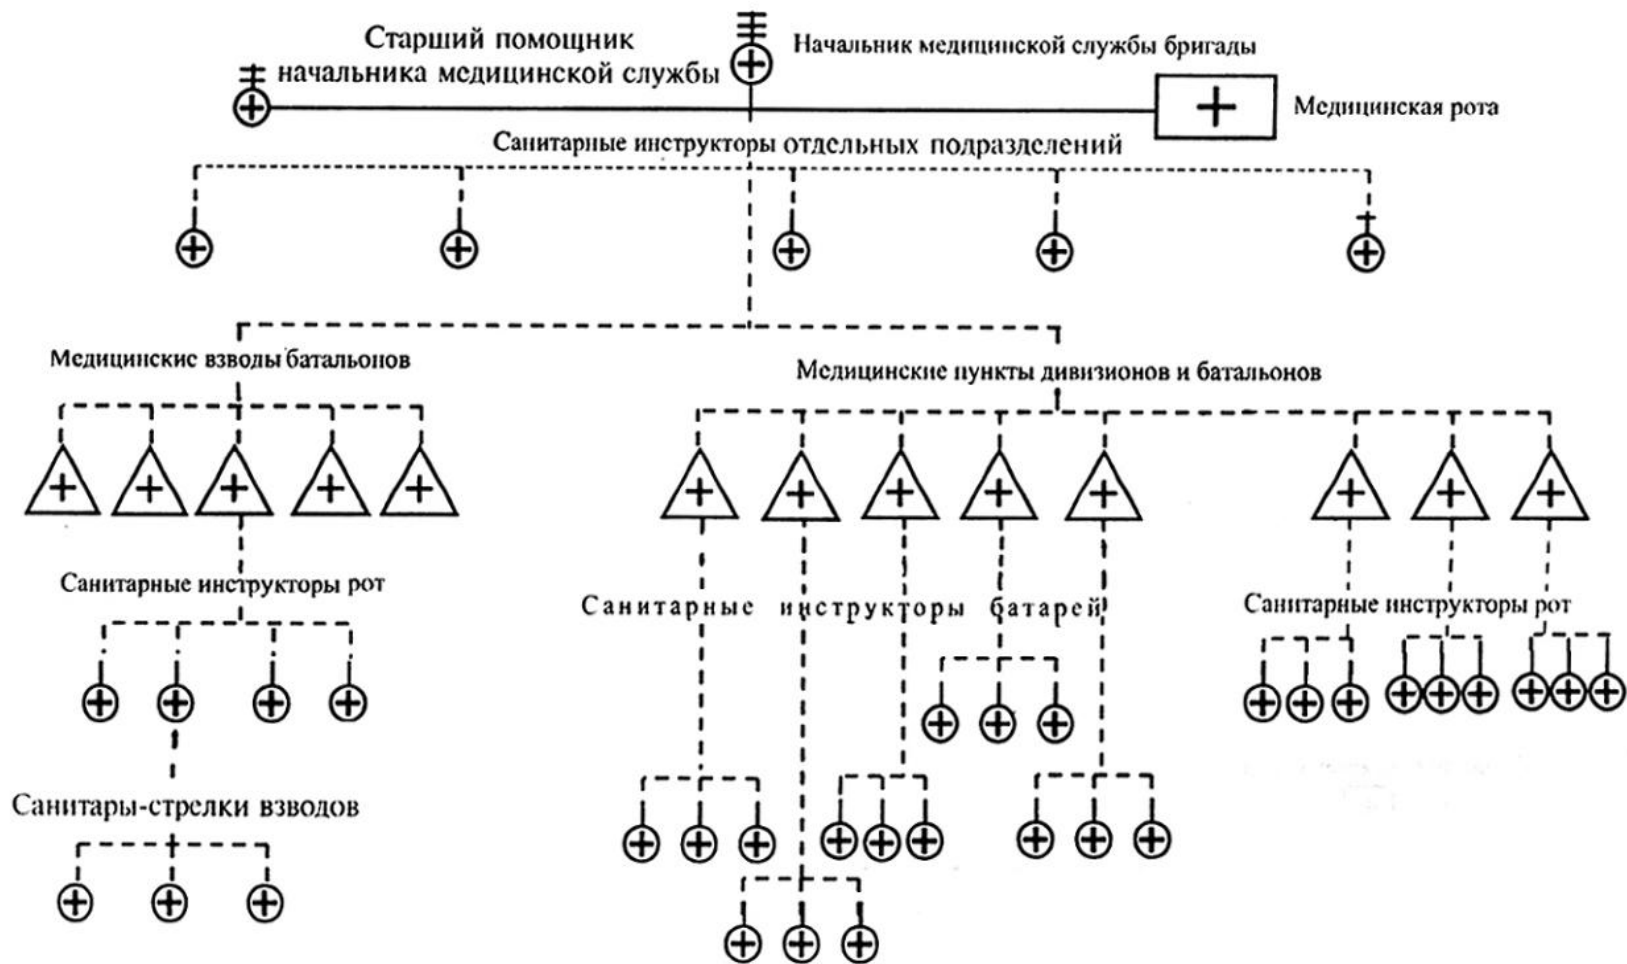 Старший помощник
начальника медицинской службы
Начальник медицинской службы бригады
Медицинская рота
Санитарные инструкторы отдельных подразделений
Медицинские взводы батальонов
Медицинские пункты дивизионов и батальонов
Санитарные инструкторы рот
Санитарные инструкторы батарей
Санитарные инструкторы рот
Санитары-стрелки взводов